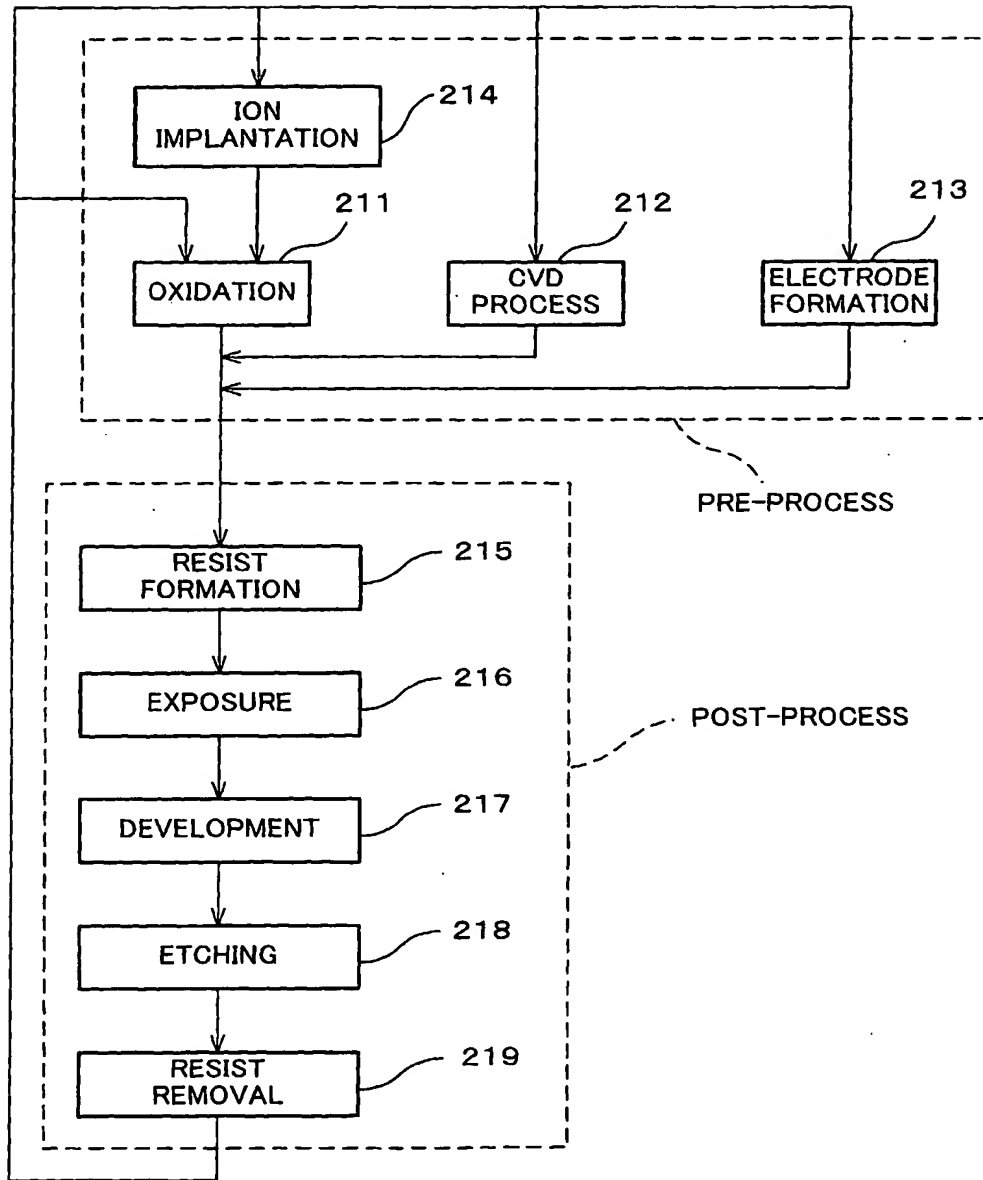 ION
IMPLANTATION
214
211
212
213
OXIDATION
CVD
PROCESS
ELECTRODE
FORMATION
PRE-PROCESS
RESIST
FORMATION
215
EXPOSURE
216
POST-PROCESS
DEVELOPMENT
217
ETCHING
218
RESIST
REMOVAL
219